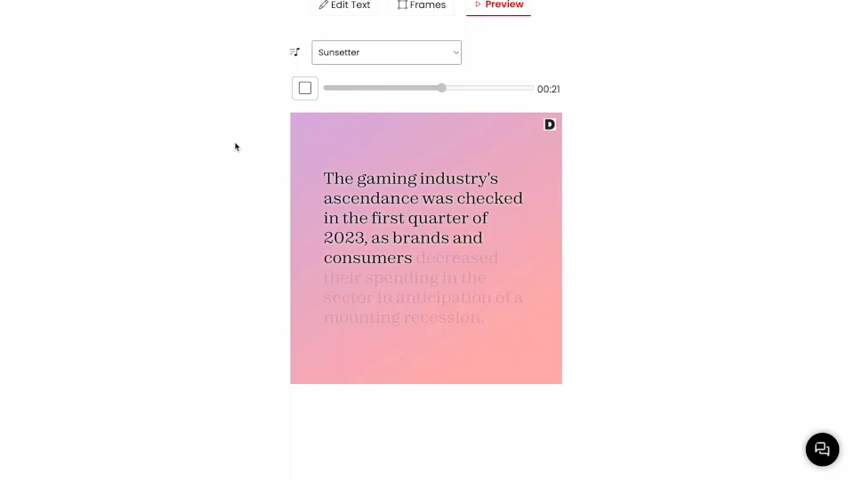 Edit Text Frames Preview
Sunsetter
00:21
D
The gaming industry's
ascendance was checked
in the first quarter of
2023, as brands and
consumers decreased
their spending in the
sector in anticipation of a
mounting recession.